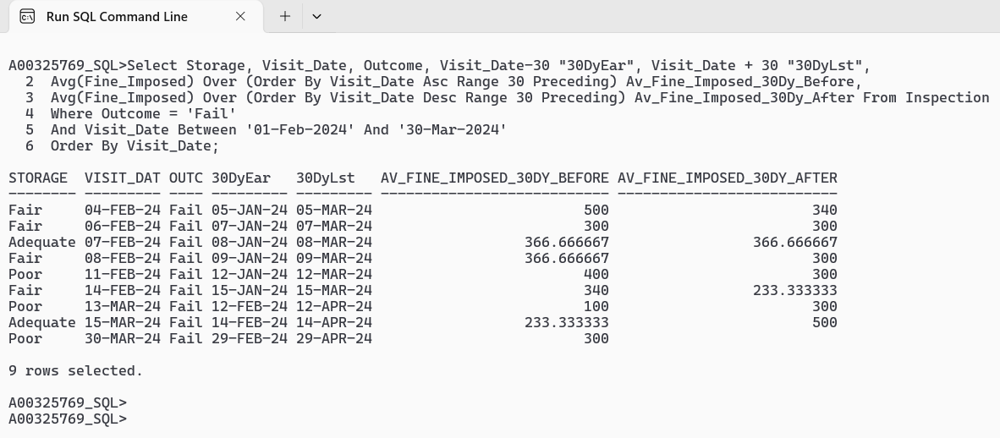 Run SQL Command Line
A00325769_SQL>Select Storage, Visit_Date, Outcome, Visit_Date-30 "30DyEar", Visit_Date + 30 "30DyLst",
  2  Avg(Fine_Imposed) Over (Order By Visit_Date Asc Range 30 Preceding) Av_Fine_Imposed_30Dy_Before,
  3  Avg(Fine_Imposed) Over (Order By Visit_Date Desc Range 30 Preceding) Av_Fine_Imposed_30Dy_After From Inspection
  4  Where Outcome = 'Fail'
  5  And Visit_Date Between '01-Feb-2024' And '30-Mar-2024'
  6  Order By Visit_Date;
STORAGE  VISIT_DAT OUTC 30DyEar   30DyLst   AV_FINE_IMPOSED_30DY_BEFORE AV_FINE_IMPOSED_30DY_AFTER
-------- --------- ---- --------- --------- --------------------------- --------------------------
Fair     04-FEB-24 Fail 05-JAN-24 05-MAR-24                         500                        340
Fair     06-FEB-24 Fail 07-JAN-24 07-MAR-24                         300                        300
Adequate 07-FEB-24 Fail 08-JAN-24 08-MAR-24                  366.666667                 366.666667
Fair     08-FEB-24 Fail 09-JAN-24 09-MAR-24                  366.666667                        300
Poor     11-FEB-24 Fail 12-JAN-24 12-MAR-24                         400                        300
Fair     14-FEB-24 Fail 15-JAN-24 15-MAR-24                         340                 233.333333
Poor     13-MAR-24 Fail 12-FEB-24 12-APR-24                         100                        300
Adequate 15-MAR-24 Fail 14-FEB-24 14-APR-24                  233.333333                        500
Poor     30-MAR-24 Fail 29-FEB-24 29-APR-24                         300
9 rows selected.
A00325769_SQL>
A00325769_SQL>